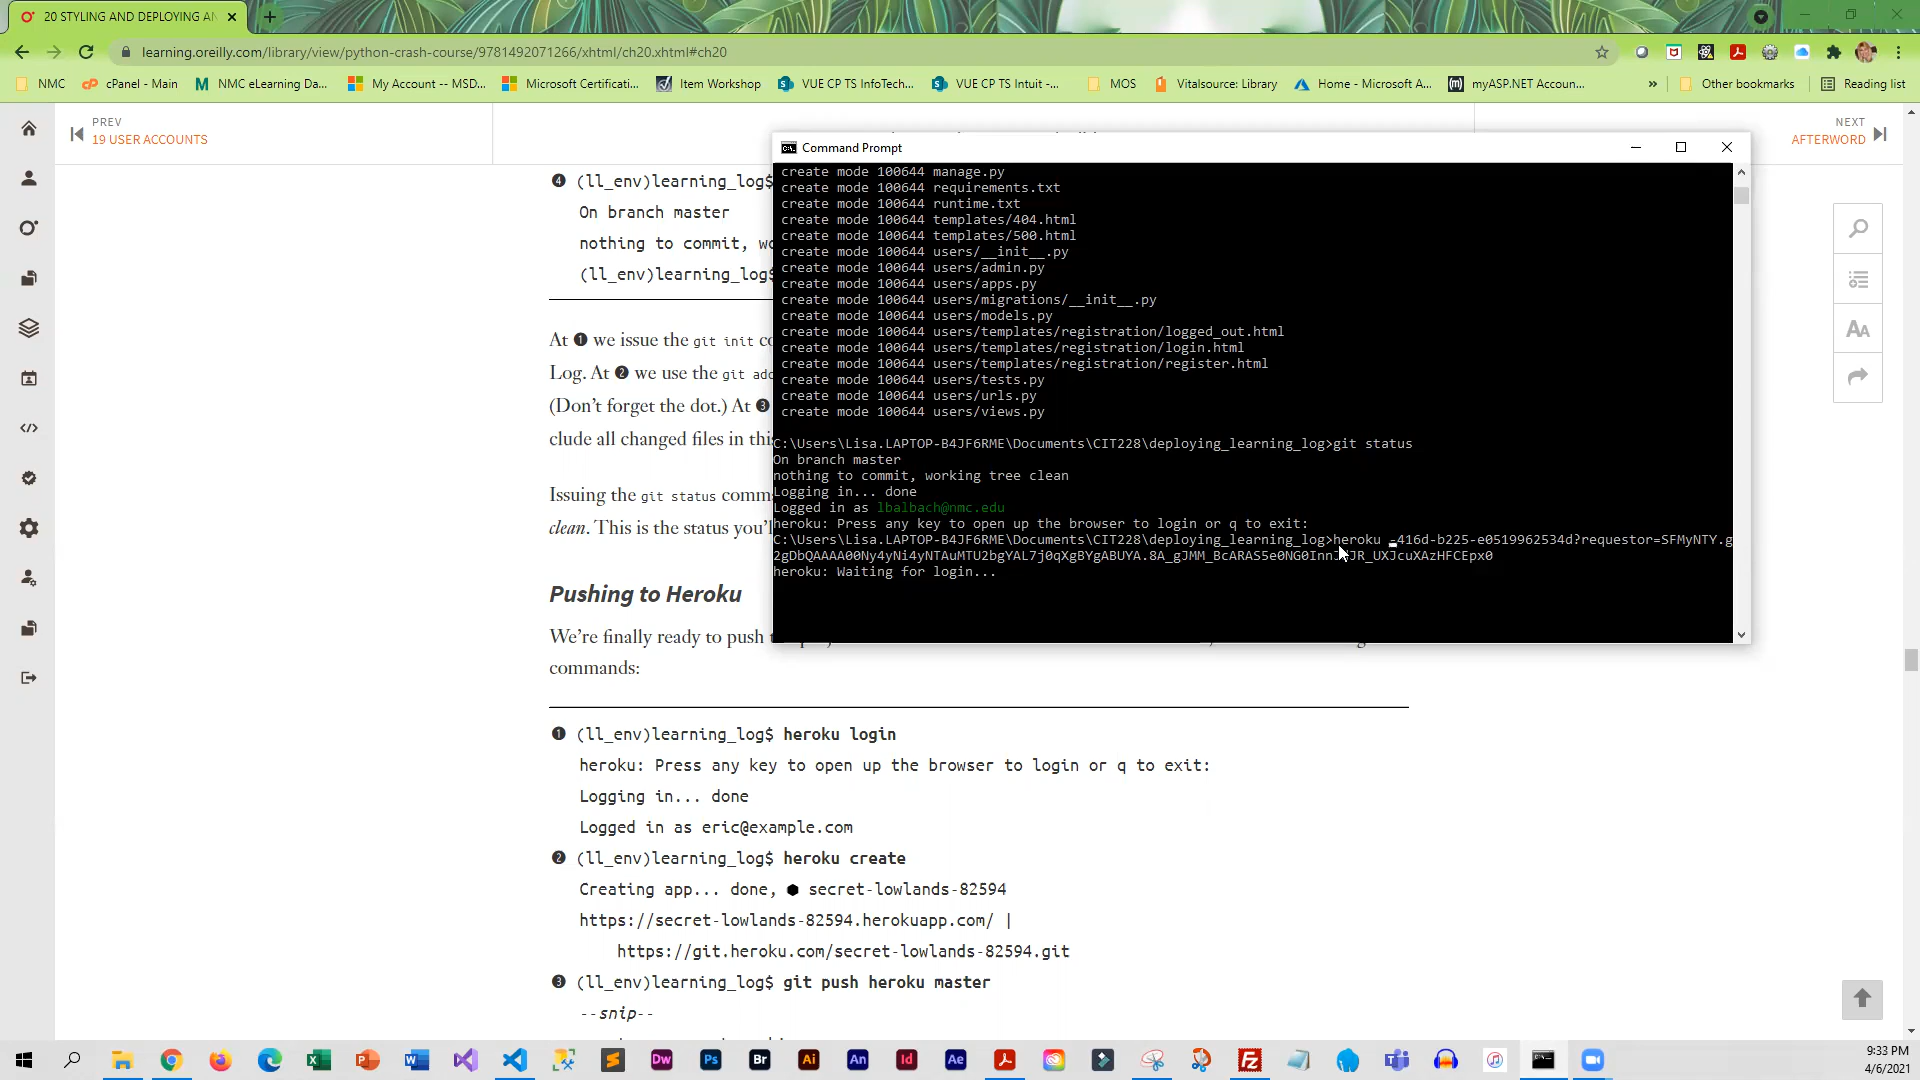 20 STYLING AND DEPLOYING AN
learning.oreilly.com/library/view/python-crash-course/9781492071266/xhtml/ch20.xhtml#ch20
NMC
cPanel - Main
NMC eLearning Da...
My Account -- MSD...
Microsoft Certificati...
Item Workshop
VUE CP TS InfoTech...
VUE CP TS Intuit -...
MOS
Vitalsource: Library
Home - Microsoft A...
myASP.NET Accoun...
»
Other bookmarks
Reading list
PREV
19 USER ACCOUNTS
NEXT
AFTERWORD
❹ (ll_env)learning_log$
On branch master
nothing to commit, wo
(ll_env)learning_log$
At ❶ we issue the git init co
Log. At ❷ we use the git add
(Don't forget the dot.) At ❸
clude all changed files in thi
Issuing the git status comm
clean. This is the status you'l
Pushing to Heroku
We're finally ready to push
commands:
❶ (ll_env)learning_log$ heroku login
heroku: Press any key to open up the browser to login or q to exit:
Logging in... done
Logged in as eric@example.com
❷ (ll_env)learning_log$ heroku create
Creating app... done, ⬢ secret-lowlands-82594
https://secret-lowlands-82594.herokuapp.com/ |
https://git.heroku.com/secret-lowlands-82594.git
❸ (ll_env)learning_log$ git push heroku master
--snip--
Command Prompt
create mode 100644 manage.py
create mode 100644 requirements.txt
create mode 100644 runtime.txt
create mode 100644 templates/404.html
create mode 100644 templates/500.html
create mode 100644 users/__init__.py
create mode 100644 users/admin.py
create mode 100644 users/apps.py
create mode 100644 users/migrations/__init__.py
create mode 100644 users/models.py
create mode 100644 users/templates/registration/logged_out.html
create mode 100644 users/templates/registration/login.html
create mode 100644 users/templates/registration/register.html
create mode 100644 users/tests.py
create mode 100644 users/urls.py
create mode 100644 users/views.py
C:\Users\Lisa.LAPTOP-B4JF6RME\Documents\CIT228\deploying_learning_log>git status
On branch master
nothing to commit, working tree clean
Logging in... done
Logged in as lbalbach@nmc.edu
heroku: Press any key to open up the browser to login or q to exit:
C:\Users\Lisa.LAPTOP-B4JF6RME\Documents\CIT228\deploying_learning_log>heroku -416d-b225-e0519962534d?requestor=SFMyNTY.g
heroku: Waiting for login...
9:33 PM
4/6/2021